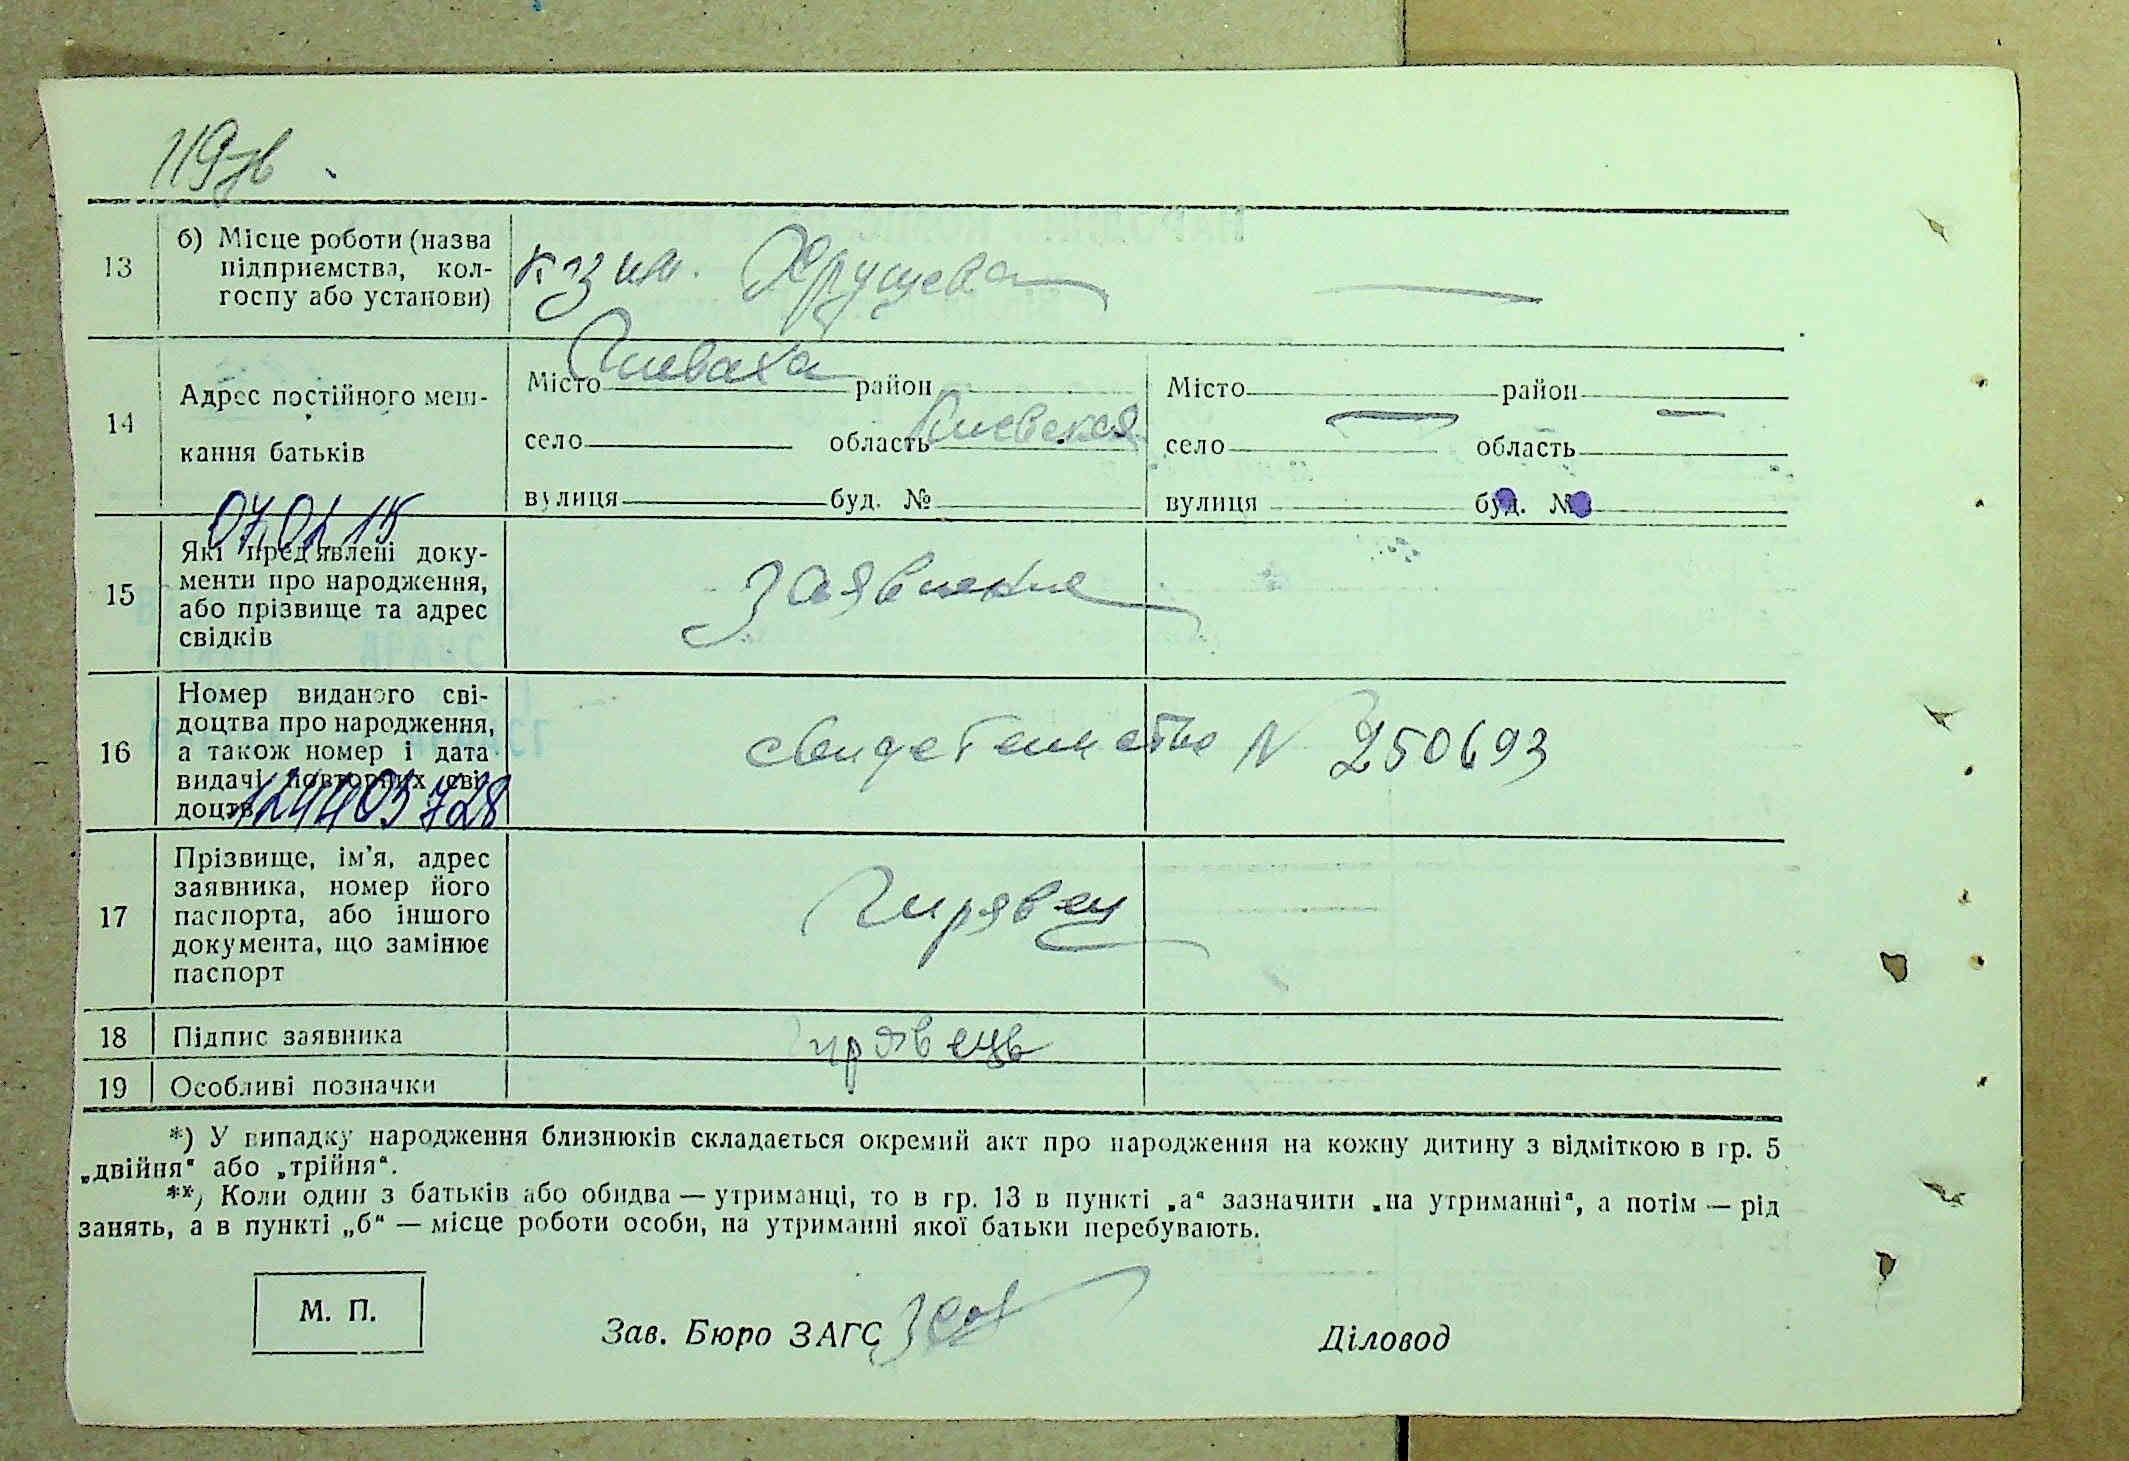 119зв
13
б) Місце роботи (назва
підприємства, кол-
госпу або установи)
к-з им. Хрущева
14
Адрес постійного меш-
кання батьків
Місто Гневаха район
село область Киевская
вулиця буд. №
Місто район
село область
вулиця буд. №
07.01.15
15
Які пред'явлені доку-
менти про народження,
або прізвище та адрес
свідків
заявление
16
Номер виданого сві-
доцтва про народження,
а також номер і дата
видачі повторних сві-
доцтв
свидетельство N 250693
17
Прізвище, ім'я, адрес
заявника, номер його
паспорта, або іншого
документа, що замінює
паспорт
Гирявец
18
Підпис заявника
19
Особливі позначки
*) У випадку народження близнюків складається окремий акт про народження на кожну дитину з відміткою в гр. 5
„двійня" або „трійня".
**) Коли один з батьків або обидва — утриманці, то в гр. 13 в пункті „а" зазначити „на утриманні", а потім — рід
занять, а в пункті „б" — місце роботи особи, на утриманні якої батьки перебувають.
М. П.
Зав. Бюро ЗАГС
Діловод